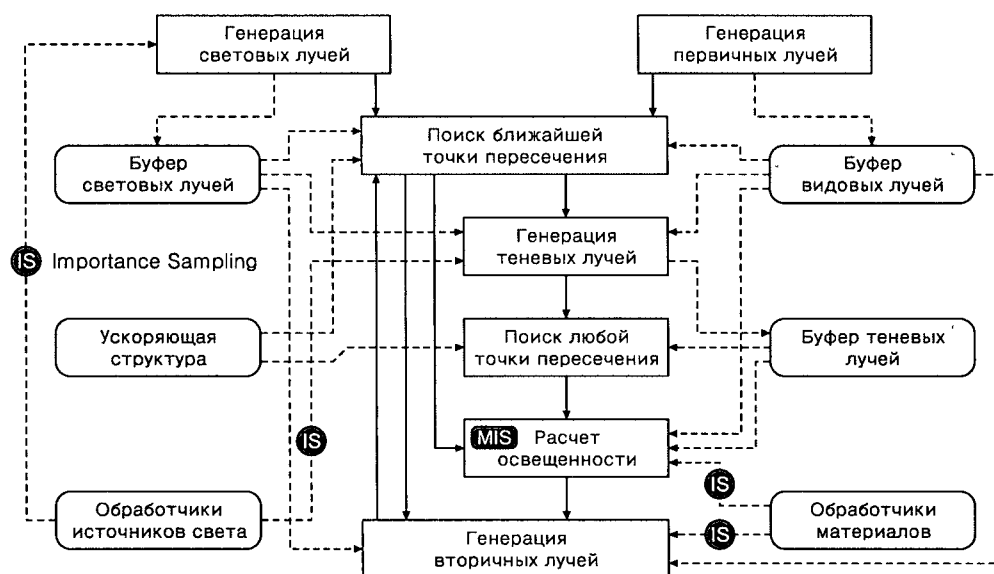 Генерация
световых лучей
Генерация
первичных лучей
Поиск ближайшей
точки пересечения
Буфер
световых лучей
Буфер
видовых лучей
Генерация
теневых лучей
IS Importance Sampling
Ускоряющая
структура
Поиск любой
точки пересечения
Буфер теневых
лучей
IS
MIS Расчет
освещенности
IS
Обработчики
источников света
IS
Обработчики
материалов
Генерация
вторичных лучей